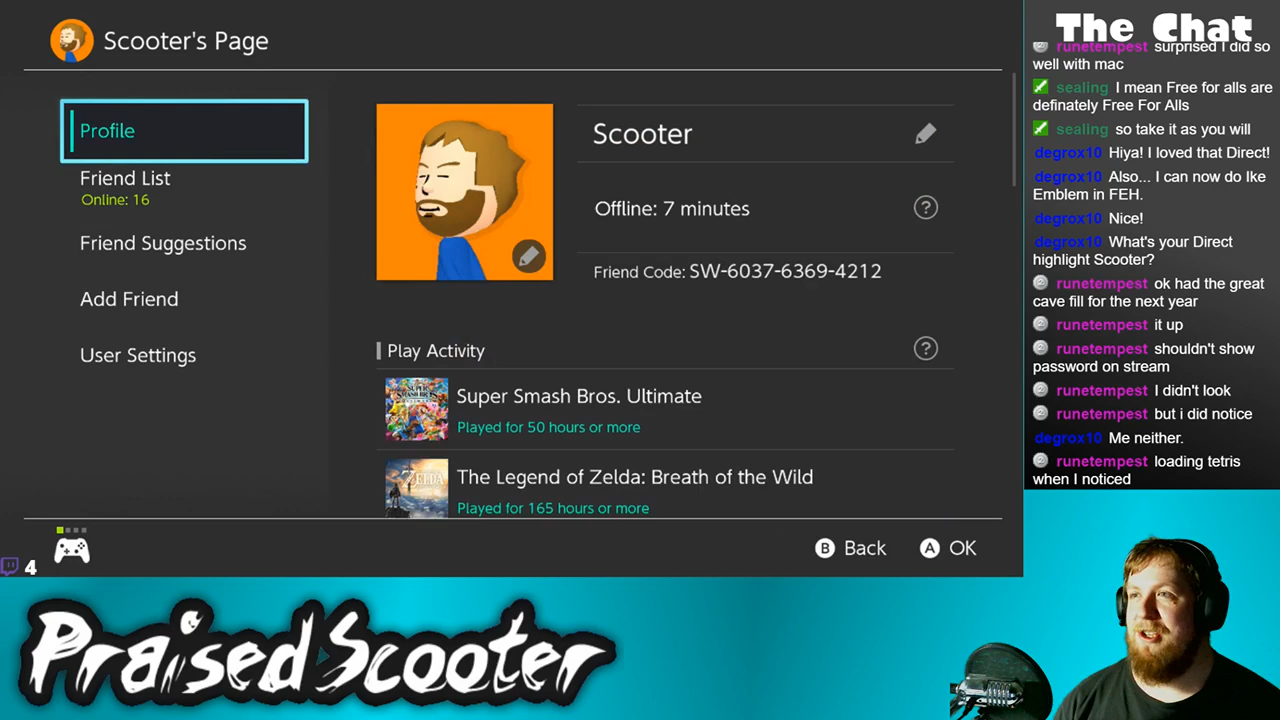 Scooter's Page
Profile
Friend List
Online: 16
Friend Suggestions
Add Friend
User Settings
Scooter
Offline: 7 minutes
?
Friend Code: SW-6037-6369-4212
Play Activity
?
Super Smash Bros. Ultimate
Played for 50 hours or more
The Legend of Zelda: Breath of the Wild
Played for 165 hours or more
B Back
A OK
4
PraisedScooter
The Chat
runetempest surprised I did so
well with mac
sealing I mean Free for alls are
definately Free For Alls
sealing so take it as you will
degrox10 Hiya! I loved that Direct!
degrox10 Also... I can now do Ike
Emblem in FEH.
degrox10 Nice!
degrox10 What's your Direct
highlight Scooter?
runetempest ok had the great
cave fill for the next year
runetempest it up
runetempest shouldn't show
password on stream
runetempest I didn't look
runetempest but i did notice
degrox10 Me neither.
runetempest loading tetris
when I noticed